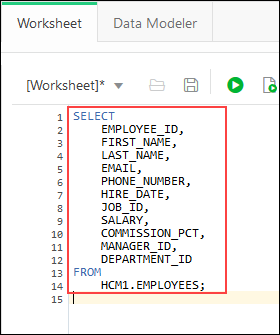 Worksheet
Data Modeler
[Worksheet]*
1 SELECT
2 EMPLOYEE_ID,
3 FIRST_NAME,
4 LAST_NAME,
5 EMAIL,
6 PHONE_NUMBER,
7 HIRE_DATE,
8 JOB_ID,
9 SALARY,
10 COMMISSION_PCT,
11 MANAGER_ID,
12 DEPARTMENT_ID
13 FROM
14 HCM1.EMPLOYEES;
15